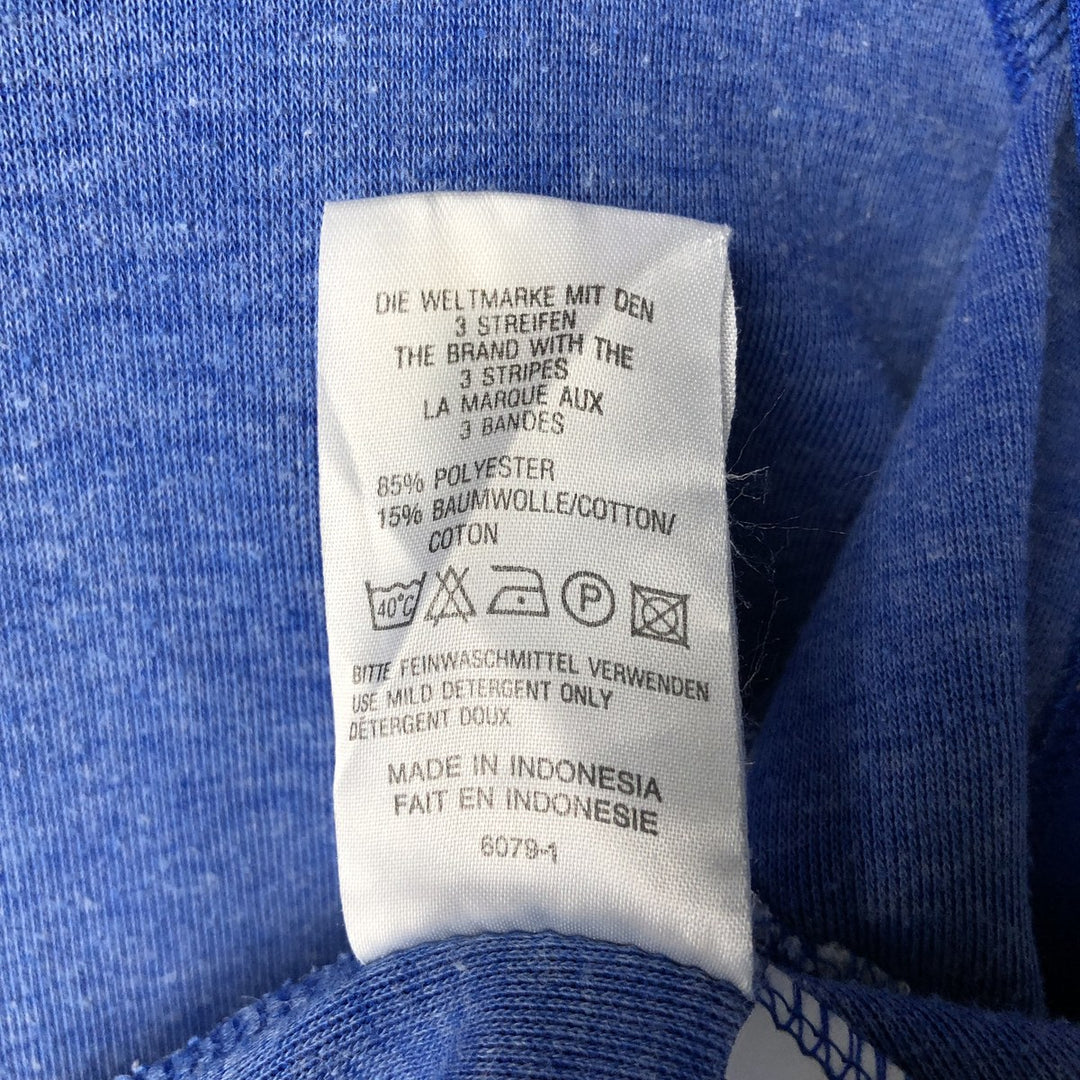 DIE WELTMARKE MIT DEN
3 STREIFEN
THE BRAND WITH THE
3 STRIPES
LA MARQUE AUX
3 BANDES
85% POLYESTER
15% BAUMWOLLE/COTTON/
COTON
40°C P
BITTE FEINWASCHMITTEL VERWENDEN
USE MILD DETERGENT ONLY
DÉTERGENT DOUX
MADE IN INDONESIA
FAIT EN INDONESIE
6079-1